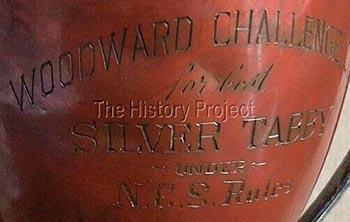 WOODWARD CHALLENGE
for best
The History Project
SILVER TABBY
- UNDER -
N.C.S. Rules